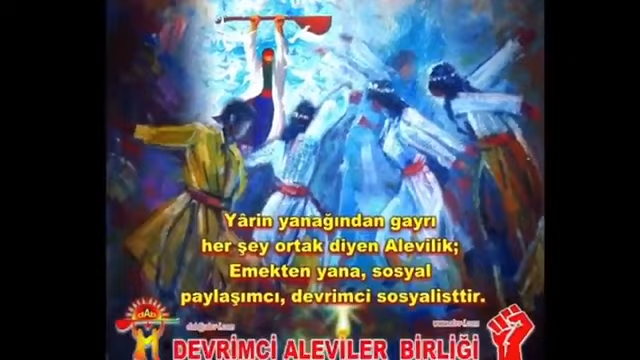 Yârin yanağından gayrı
her şey ortak diyen Alevilik;
Emekten yana, sosyal
paylaşımcı, devrimci sosyalisttir.
dAb
DEVRİMCİ ALEVİLER BİRLİĞİ